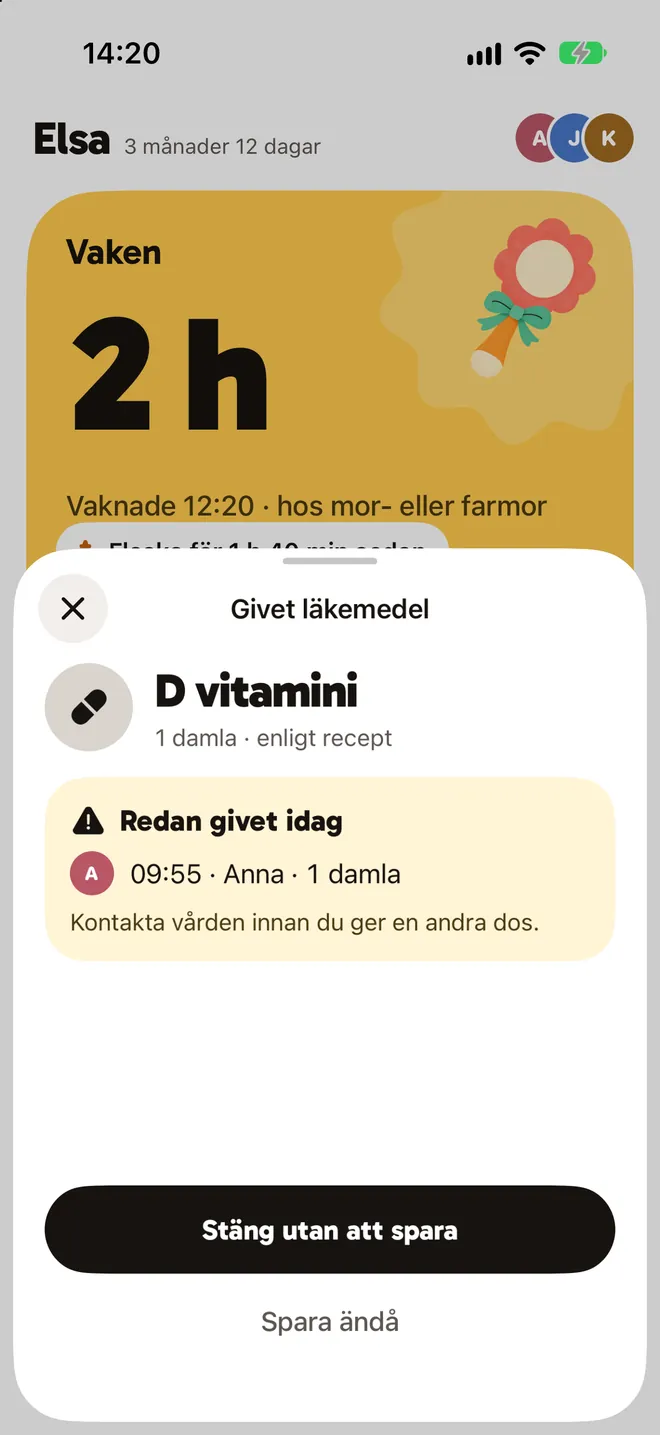 14:20
Elsa 3 månader 12 dagar
A J K
Vaken
2 h
Vaknade 12:20 · hos mor- eller farmor
Givet läkemedel
D vitamini
1 damla · enligt recept
Redan givet idag
A 09:55 · Anna · 1 damla
Kontakta vården innan du ger en andra dos.
Stäng utan att spara
Spara ändå